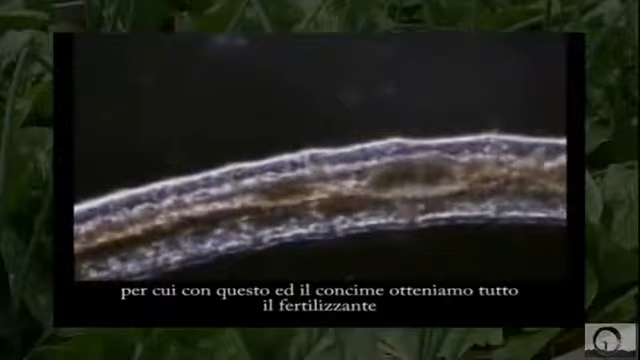 per cui con questo ed il concime otteniamo tutto
il fertilizzante